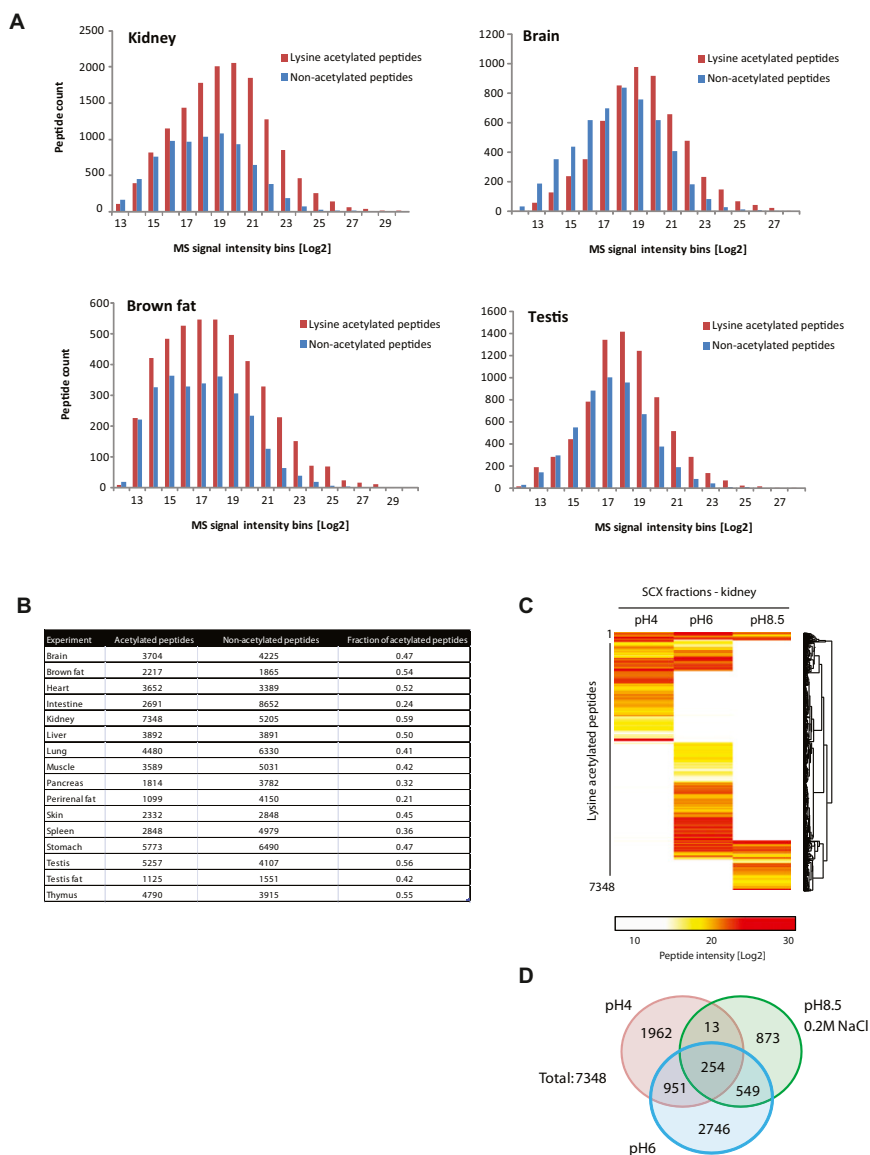 A
Kidney
2500
2000
1500
1000
500
0
Peptide count
Lysine acetylated peptides
Non-acetylated peptides
13 15 17 19 21 23 25 27 29
MS signal intensity bins [Log2]
Brain
1200
1000
800
600
400
200
0
Lysine acetylated peptides
Non-acetylated peptides
13 15 17 19 21 23 25 27
MS signal intensity bins [Log2]
Brown fat
600
500
400
300
200
100
0
Peptide count
Lysine acetylated peptides
Non-acetylated peptides
13 15 17 19 21 23 25 27 29
MS signal intensity bins [Log2]
Testis
1600
1400
1200
1000
800
600
400
200
0
Lysine acetylated peptides
Non-acetylated peptides
13 15 17 19 21 23 25 27
MS signal intensity bins [Log2]
B
Experiment Acetylated peptides Non-acetylated peptides Fraction of acetylated peptides
Brain 3704 4225 0.47
Brown fat 2217 1865 0.54
Heart 3652 3389 0.52
Intestine 2691 8652 0.24
Kidney 7348 5205 0.59
Liver 3892 3891 0.50
Lung 4480 6330 0.41
Muscle 3589 5031 0.42
Pancreas 1814 3782 0.32
Perirenal fat 1099 4150 0.21
Skin 2332 2848 0.45
Spleen 2848 4979 0.36
Stomach 5773 6490 0.47
Testis 5257 4107 0.56
Testis fat 1125 1551 0.42
Thymus 4790 3915 0.55
C
SCX fractions - kidney
pH4 pH6 pH8.5
1
Lysine acetylated peptides
7348
10 20 30
Peptide intensity [Log2]
D
pH4
pH8.5
0.2M NaCl
1962 13 873
254
Total:7348
951 549
2746
pH6